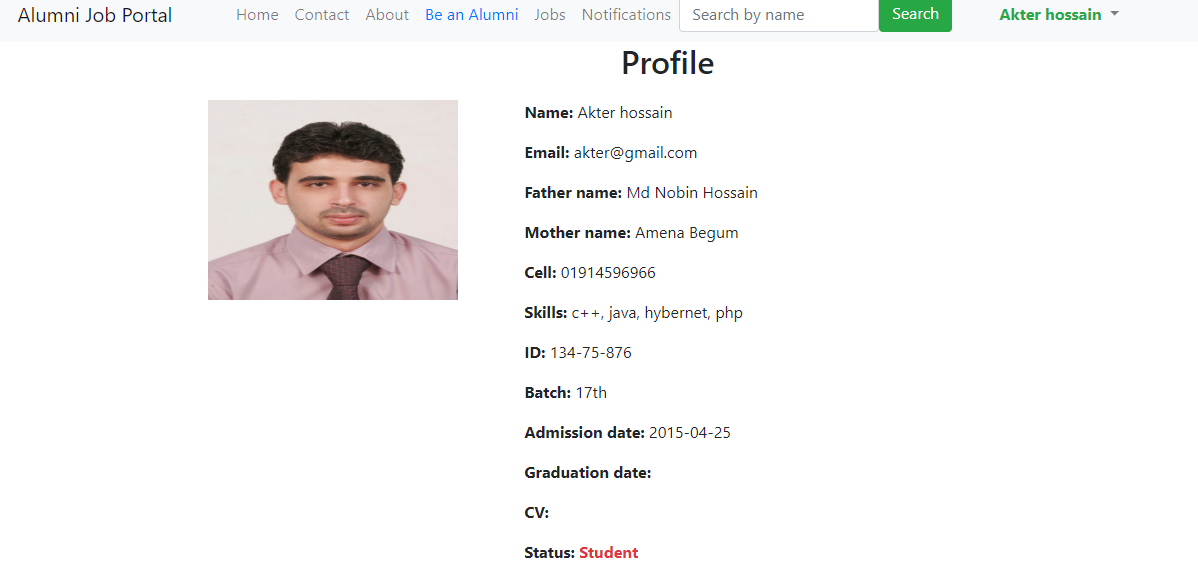 Alumni Job Portal Home Contact About Be an Alumni Jobs Notifications Search by name Search Akter hossain
Profile
Name: Akter hossain
Email: akter@gmail.com
Father name: Md Nobin Hossain
Mother name: Amena Begum
Cell: 01914596966
Skills: c++, java, hybernet, php
ID: 134-75-876
Batch: 17th
Admission date: 2015-04-25
Graduation date:
CV:
Status: Student